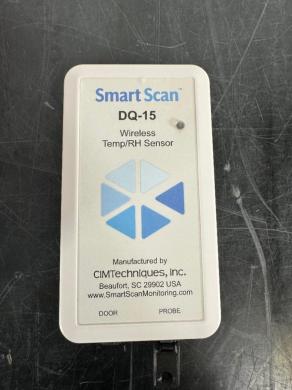 Smart Scan™
DQ-15
Wireless
Temp/RH Sensor
Manufactured by
CIMTechniques, inc.
Beaufort, SC 29902 USA
www.SmartScanMonitoring.com
DOOR PROBE